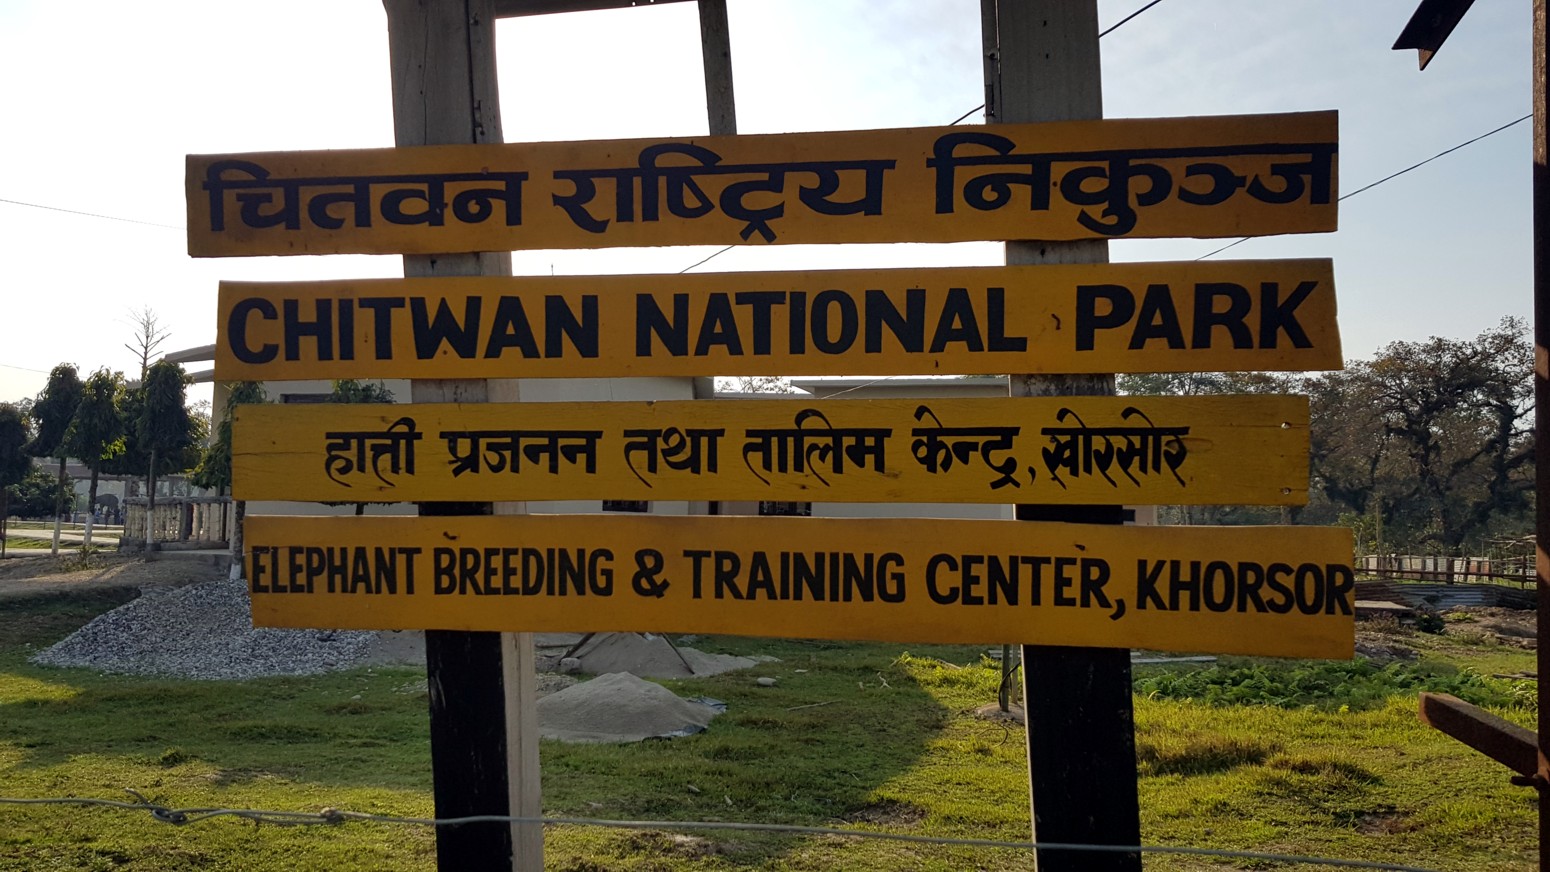 चितवन राष्ट्रिय निकुञ्ज
CHITWAN NATIONAL PARK
हात्ती प्रजनन तथा तालिम केन्द्र, खोरसोर
ELEPHANT BREEDING & TRAINING CENTER, KHORSOR